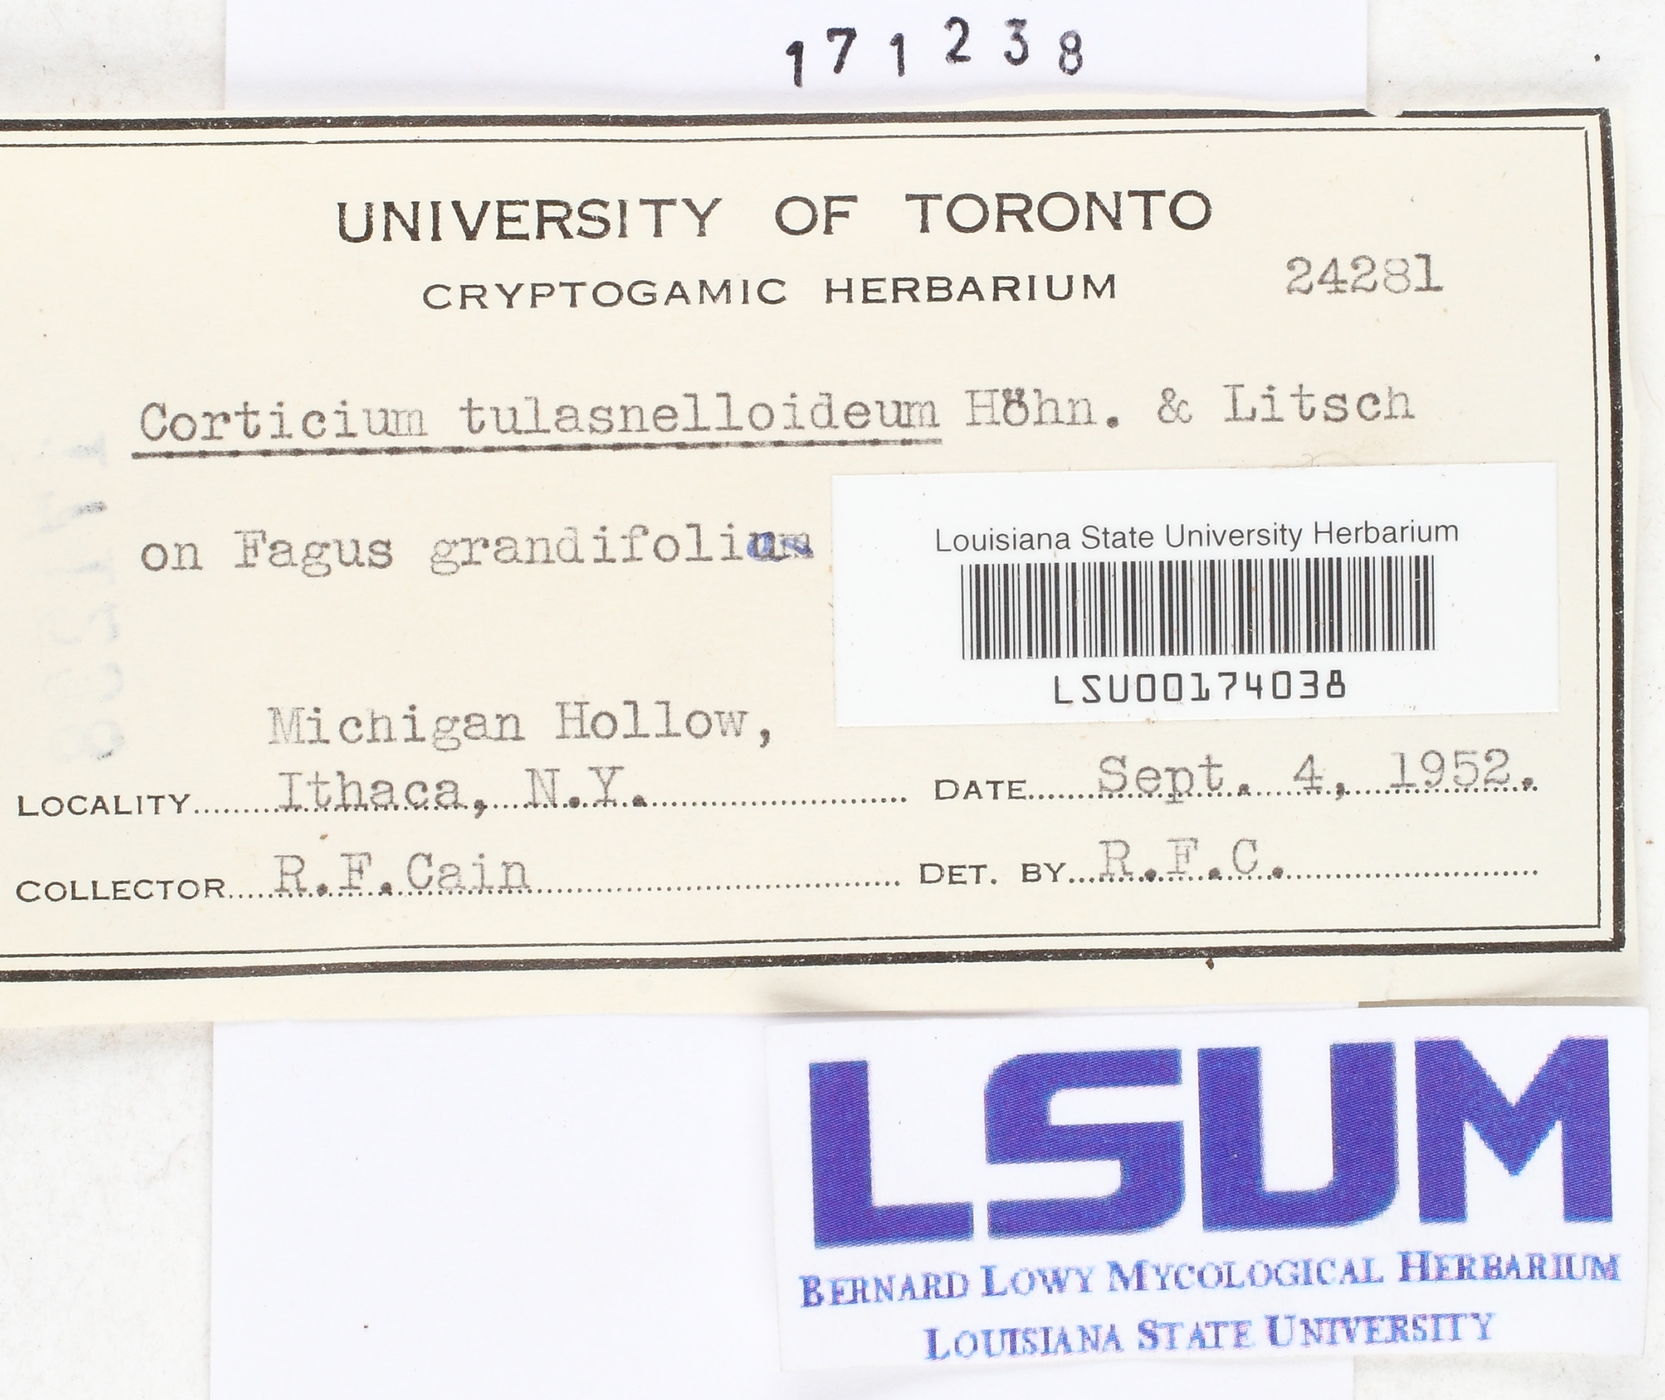 171238
UNIVERSITY OF TORONTO
CRYPTOGAMIC HERBARIUM 24281
Corticium tulasnelloideum Höhn. & Litsch
on Fagus grandifolia
Louisiana State University Herbarium
LSU00174038
Michigan Hollow,
LOCALITY Ithaca, N.Y. DATE Sept. 4, 1952.
COLLECTOR R.F.Cain DET. BY R.F.C.
LSUM
BERNARD LOWY MYCOLOGICAL HERBARIUM
LOUISIANA STATE UNIVERSITY